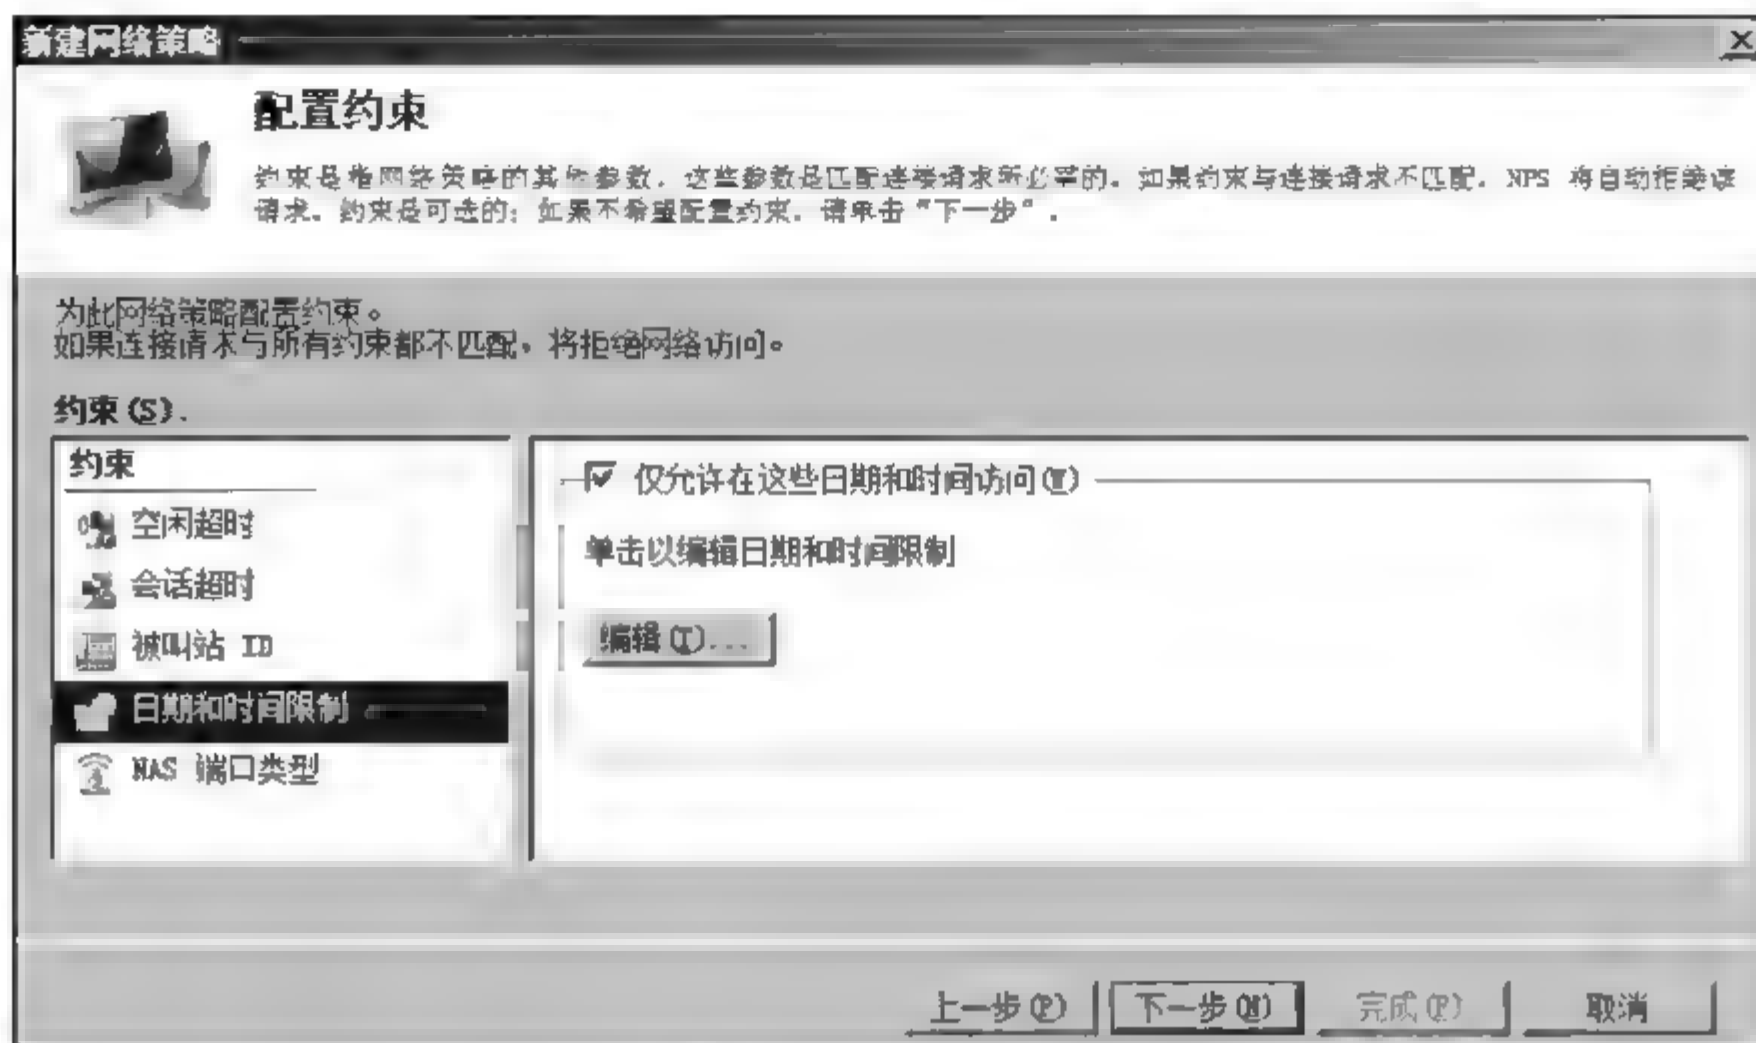 新建网络策略
配置约束
约束是指网络策略的其他参数，这些参数是匹配连接请求所必需的。如果约束与连接请求不匹配，NPS 将自动拒绝该
请求。约束是可选的；如果不希望配置约束，请单击“下一步”。
为此网络策略配置约束。
如果连接请求与所有约束都不匹配，将拒绝网络访问。
约束(S):
约束
空闲超时
会话超时
被叫站 ID
日期和时间限制
NAS 端口类型
仅允许在这些日期和时间访问(W)
单击以编辑日期和时间限制
编辑(T)...
上一步(P)
下一步(N)
完成(F)
取消